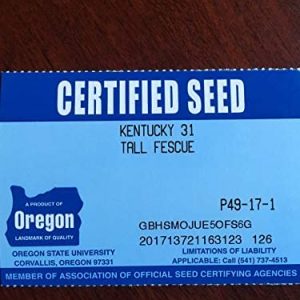 CERTIFIED SEED
KENTUCKY 31
TALL FESCUE
A PRODUCT OF
Oregon
LANDMARK OF QUALITY
P49-17-1
GBHSMOJUE5OFS6G
201713721163123 126
OREGON STATE UNIVERSITY
CORVALLIS, OREGON 97331
LIMITATIONS OF LIABILITY
APPLICABLE: Call (541) 737-4513
MEMBER OF ASSOCIATION OF OFFICIAL SEED CERTIFYING AGENCIES